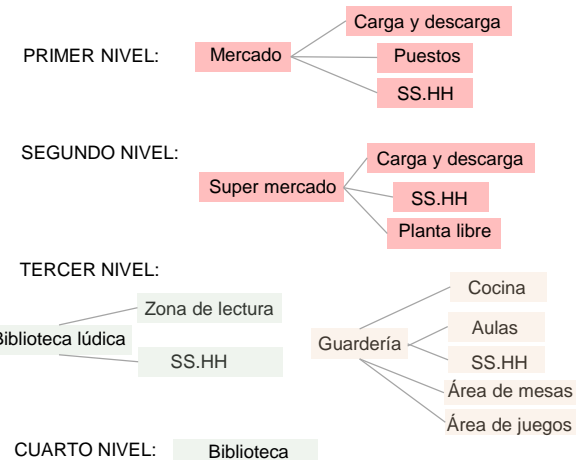 Carga y descarga
PRIMER NIVEL: Mercado Puestos
SS.HH
SEGUNDO NIVEL:
Carga y descarga
Super mercado SS.HH
Planta libre
TERCER NIVEL:
Zona de lectura
Biblioteca lúdica
SS.HH
Cocina
Guardería
Aulas
SS.HH
Área de mesas
Área de juegos
CUARTO NIVEL: Biblioteca